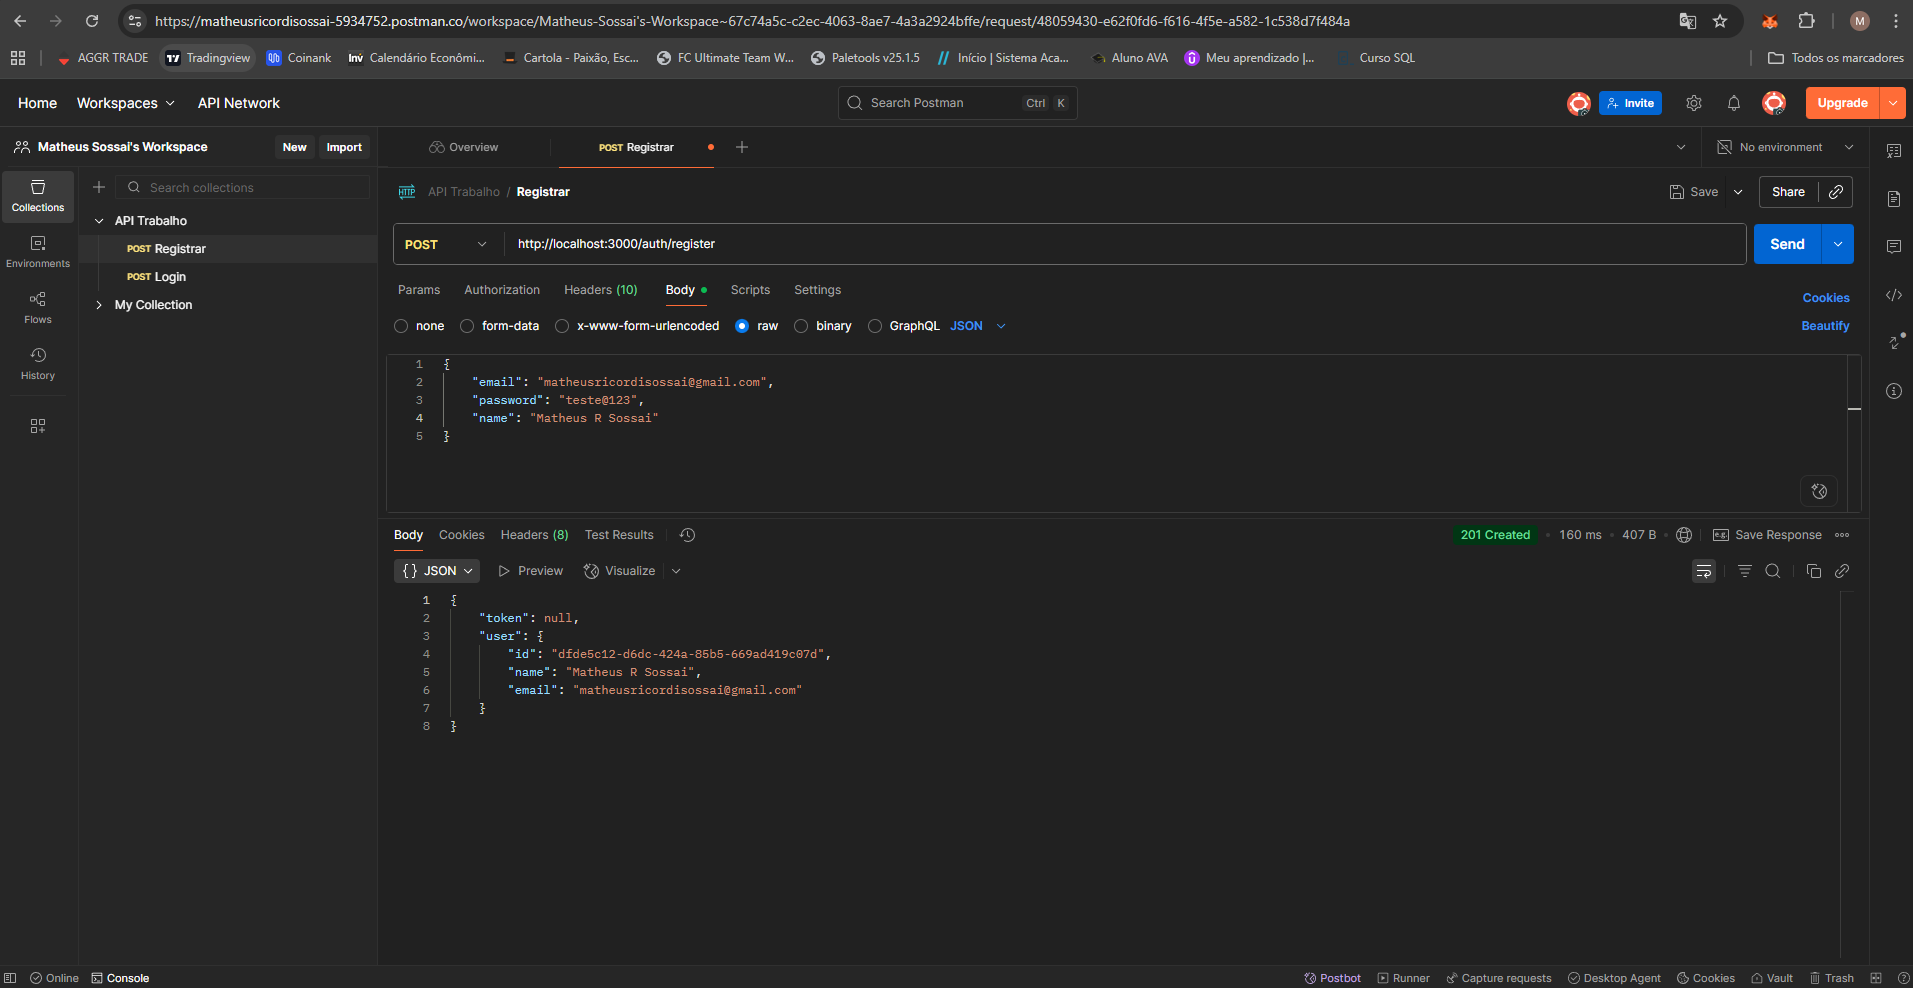 https://matheusricordisossai-5934752.postman.co/workspace/Matheus-Sossai's-Workspace~67c74a5c-c2ec-4063-8ae7-4a3a2924bffe/request/48059430-e62f0fd6-f616-4f5e-a582-1c538d7f484a
M
AGGR TRADE Tradingview Coinank Inv Calendário Econômi... Cartola - Paixão, Esc... FC Ultimate Team W... Paletools v25.1.5 Início | Sistema Aca... Aluno AVA Meu aprendizado |... Curso SQL Todos os marcadores
Home Workspaces API Network Search Postman Ctrl K Invite Upgrade
Matheus Sossai's Workspace New Import Overview POST Registrar No environment
Collections
Environments
Flows
History
Search collections
API Trabalho
POST Registrar
POST Login
My Collection
HTTP API Trabalho / Registrar Save Share
POST http://localhost:3000/auth/register Send
Params Authorization Headers (10) Body Scripts Settings Cookies
none form-data x-www-form-urlencoded raw binary GraphQL JSON Beautify
1 {
2 "email": "matheusricordisossai@gmail.com",
3 "password": "teste@123",
4 "name": "Matheus R Sossai"
5 }
Body Cookies Headers (8) Test Results 201 Created 160 ms 407 B e.g. Save Response
{} JSON Preview Visualize
1 {
2 "token": null,
3 "user": {
4 "id": "dfde5c12-d6dc-424a-85b5-669ad419c07d",
5 "name": "Matheus R Sossai",
6 "email": "matheusricordisossai@gmail.com"
7 }
8 }
Online Console Postbot Runner Capture requests Desktop Agent Cookies Vault Trash